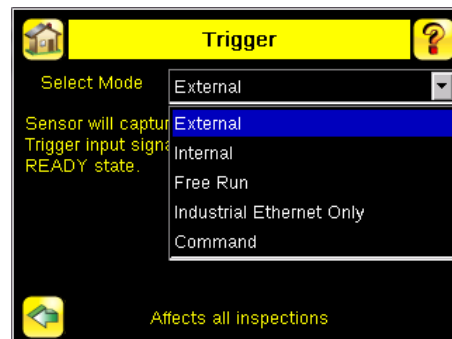 Trigger
Select Mode
External
Sensor will captur
Trigger input signa
READY state.
External
Internal
Free Run
Industrial Ethernet Only
Command
Affects all inspections